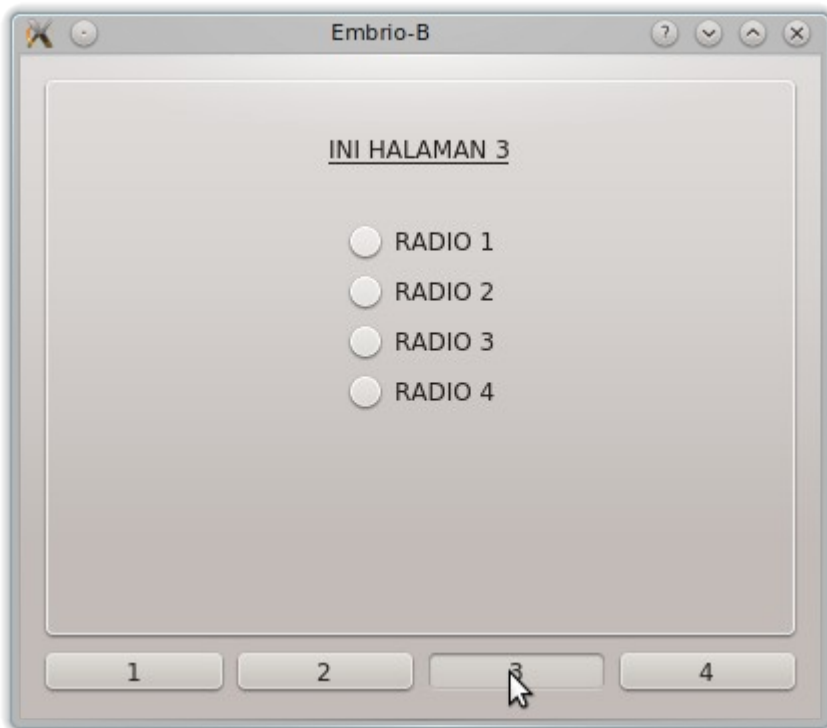 Embrio-B
INI HALAMAN 3
RADIO 1
RADIO 2
RADIO 3
RADIO 4
1 2 3 4